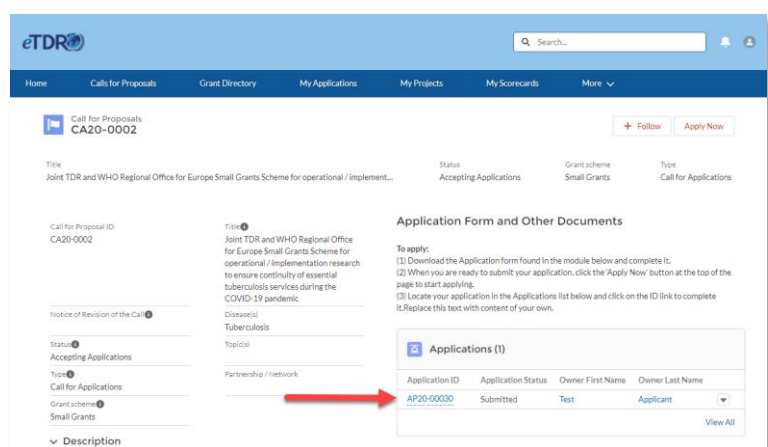 eTDR
Search...
Home
Calls for Proposals
Grant Directory
My Applications
My Projects
My Scorecards
More
Call for Proposals
CA20-0002
+ Follow
Apply Now
Title
Joint TDR and WHO Regional Office for Europe Small Grants Scheme for operational / implement...
Status
Accepting Applications
Grant scheme
Small Grants
Type
Call for Applications
Call for Proposal ID
CA20-0002
Title
Joint TDR and WHO Regional Office
for Europe Small Grants Scheme for
operational / implementation research
to ensure continuity of essential
tuberculosis services during the
COVID-19 pandemic
Notice of Revision of the Call
Disease(s)
Tuberculosis
Status
Accepting Applications
Topic(s)
Type
Call for Applications
Partnership / Network
Grant scheme
Small Grants
Description
Application Form and Other Documents
To apply:
(1) Download the Application form found in the module below and complete it.
(2) When you are ready to submit your application, click the 'Apply Now' button at the top of the
page to start applying.
(3) Locate your application in the Applications list below and click on the ID link to complete
it.Replace this text with content of your own.
Applications (1)
Application ID
Application Status
Owner First Name
Owner Last Name
AP20-00030
Submitted
Test
Applicant
View All